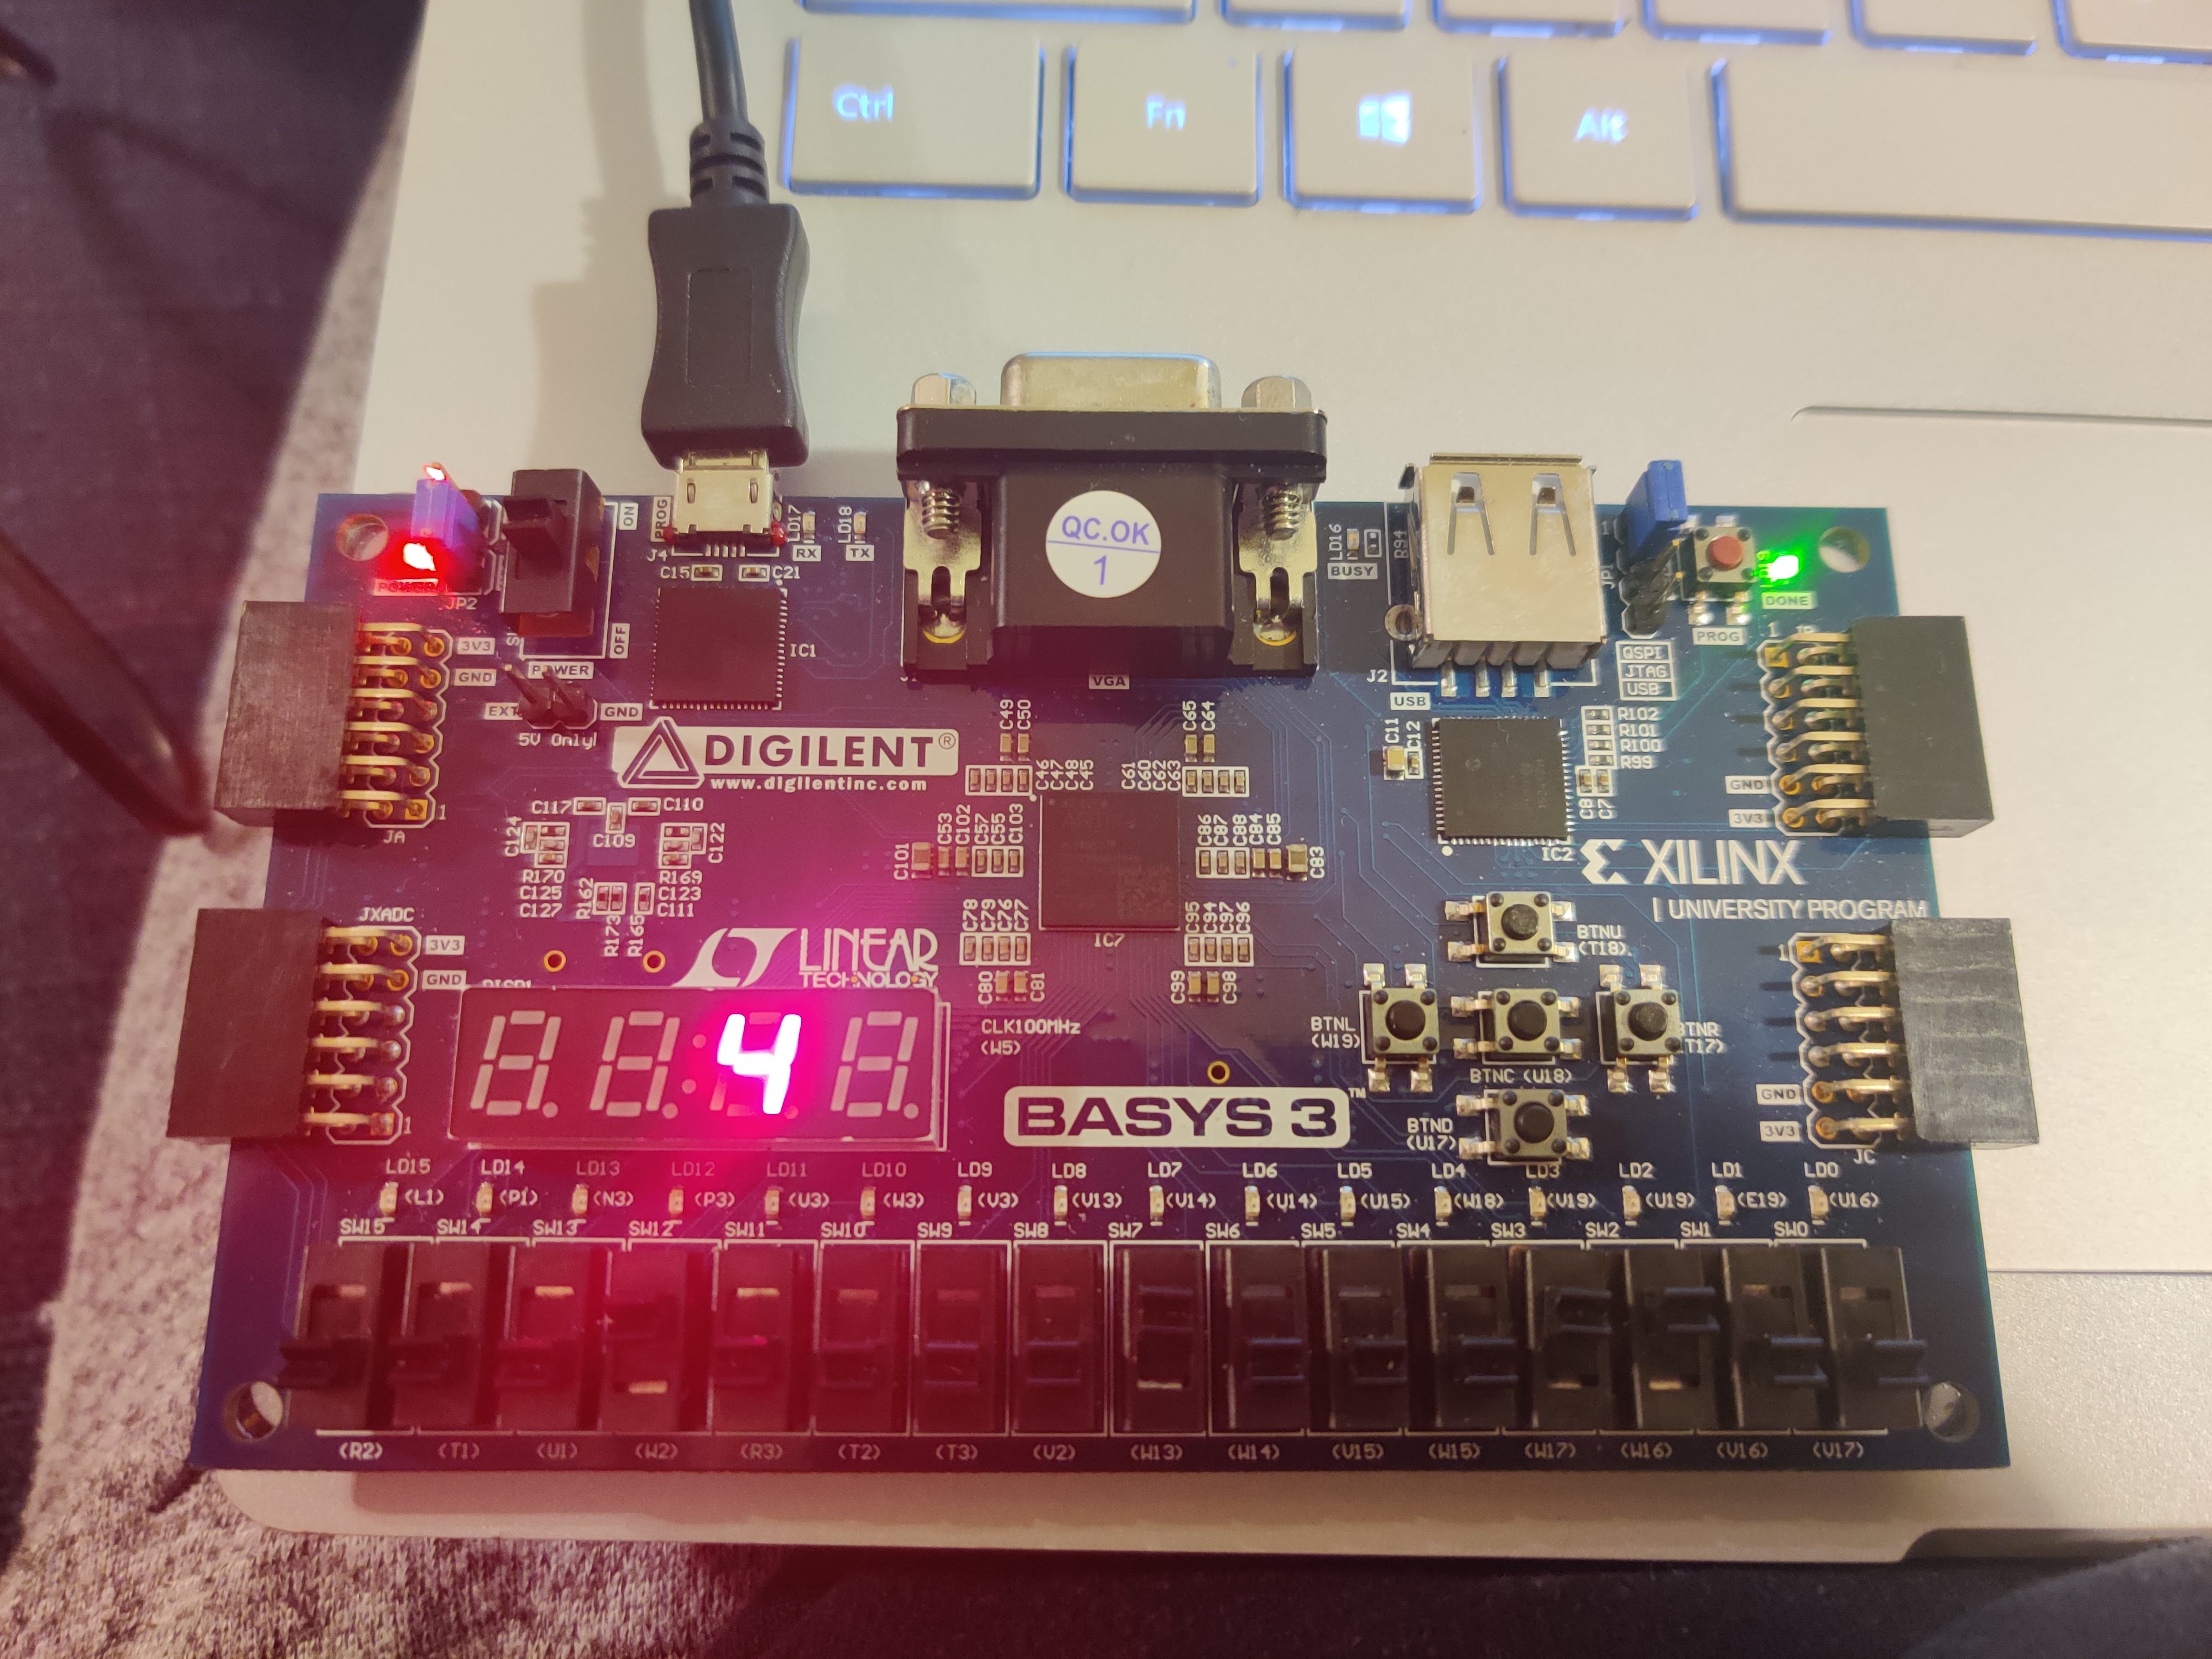 Ctrl
Fn
Alt
QC.OK
1
PROG
J4
LD17
RX
LD18
TX
ON
OFF
POWER
JP2
C15
C21
IC1
LD16
BUSY
R94
J2
USB
JP1
PROG
DONE
QSPI
JTAG
USB
3V3
GND
POWER
EXT
GND
5V Only!
VGA
JA
1
DIGILENT®
www.digilentinc.com
C49
C50
C65
C64
C46
C47
C48
C45
C61
C60
C62
C63
C11
C12
R102
R101
R100
R99
C8
C7
IC2
1
GND
3V3
C117
C110
C124
C109
C122
R170
C125
C127
R162
R173
R165
R169
C123
C111
C101
C53
C102
C57
C55
C103
C86
C87
C88
C84
C85
C83
XILINX
UNIVERSITY PROGRAM
JXADC
3V3
GND
1
LINEAR
TECHNOLOGY
C78
C79
C76
C77
IC7
C95
C94
C97
C96
C80
C81
C99
C98
BTNU
(T18)
BTNL
(W19)
BTNR
(T17)
BTNC (U18)
BTND
(U17)
1
GND
3V3
JC
4
CLK100MHz
(W5)
BASYS 3™
LD15 LD14 LD13 LD12 LD11 LD10 LD9 LD8 LD7 LD6 LD5 LD4 LD3 LD2 LD1 LD0
(L1) (P1) (N3) (P3) (U3) (W3) (V3) (V13) (V14) (U14) (U15) (W18) (V19) (U19) (E19) (U16)
SW15 SW14 SW13 SW12 SW11 SW10 SW9 SW8 SW7 SW6 SW5 SW4 SW3 SW2 SW1 SW0
(R2) (T1) (U1) (W2) (R3) (T2) (T3) (V2) (W13) (W14) (V15) (W15) (W17) (W16) (V16) (V17)